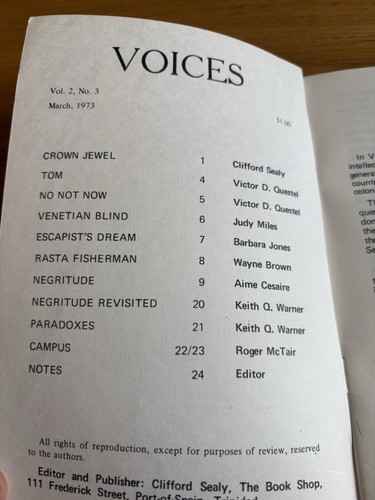 VOICES
Vol. 2, No. 3
March, 1973
$1.00
CROWN JEWEL 1 Clifford Sealy
TOM 4 Victor D. Questel
NO NOT NOW 5 Victor D. Questel
VENETIAN BLIND 6 Judy Miles
ESCAPIST'S DREAM 7 Barbara Jones
RASTA FISHERMAN 8 Wayne Brown
NEGRITUDE 9 Aime Cesaire
NEGRITUDE REVISITED 20 Keith Q. Warner
PARADOXES 21 Keith Q. Warner
CAMPUS 22/23 Roger McTair
NOTES 24 Editor
All rights of reproduction, except for purposes of review, reserved
to the authors.
Editor and Publisher: Clifford Sealy, The Book Shop,
111 Frederick Street, Port-of-Spain, Trinidad
In V